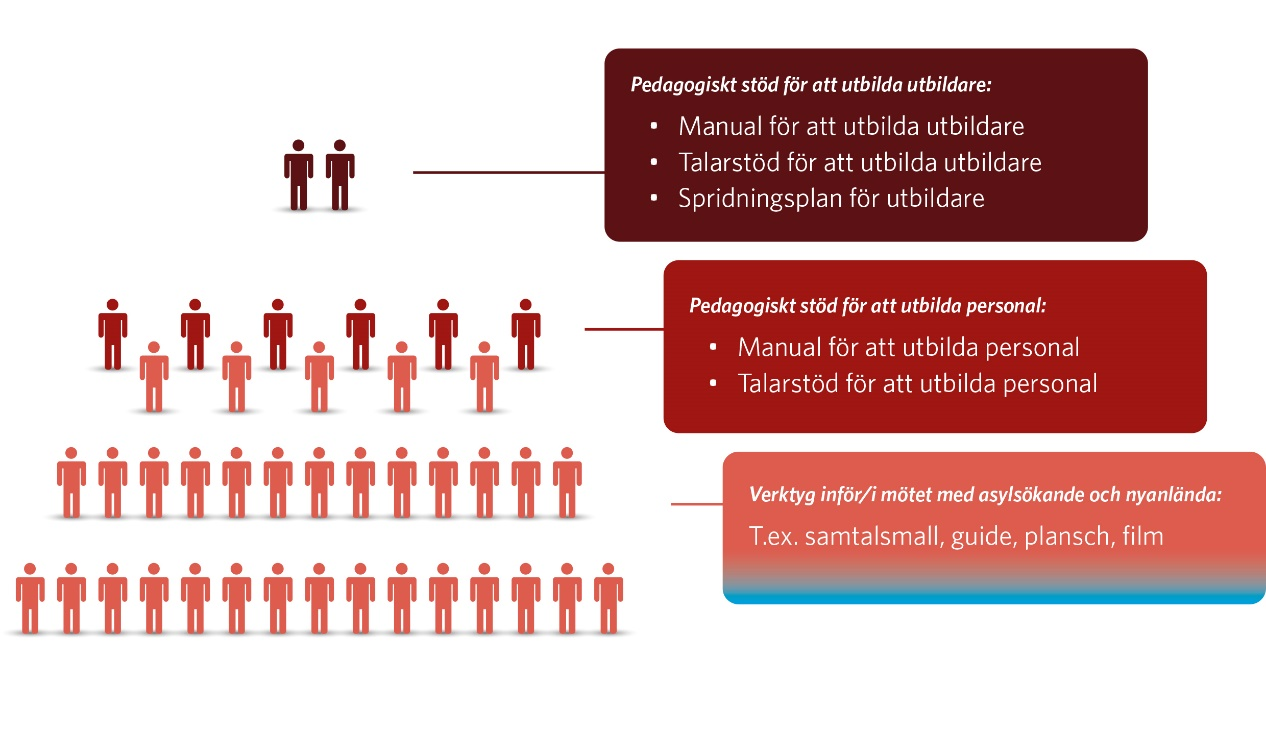 Pedagogiskt stöd för att utbilda utbildare:
• Manual för att utbilda utbildare
• Talarstöd för att utbilda utbildare
• Spridningsplan för utbildare
Pedagogiskt stöd för att utbilda personal:
• Manual för att utbilda personal
• Talarstöd för att utbilda personal
Verktyg inför/i mötet med asylsökande och nyanlända:
T.ex. samtalsmall, guide, plansch, film